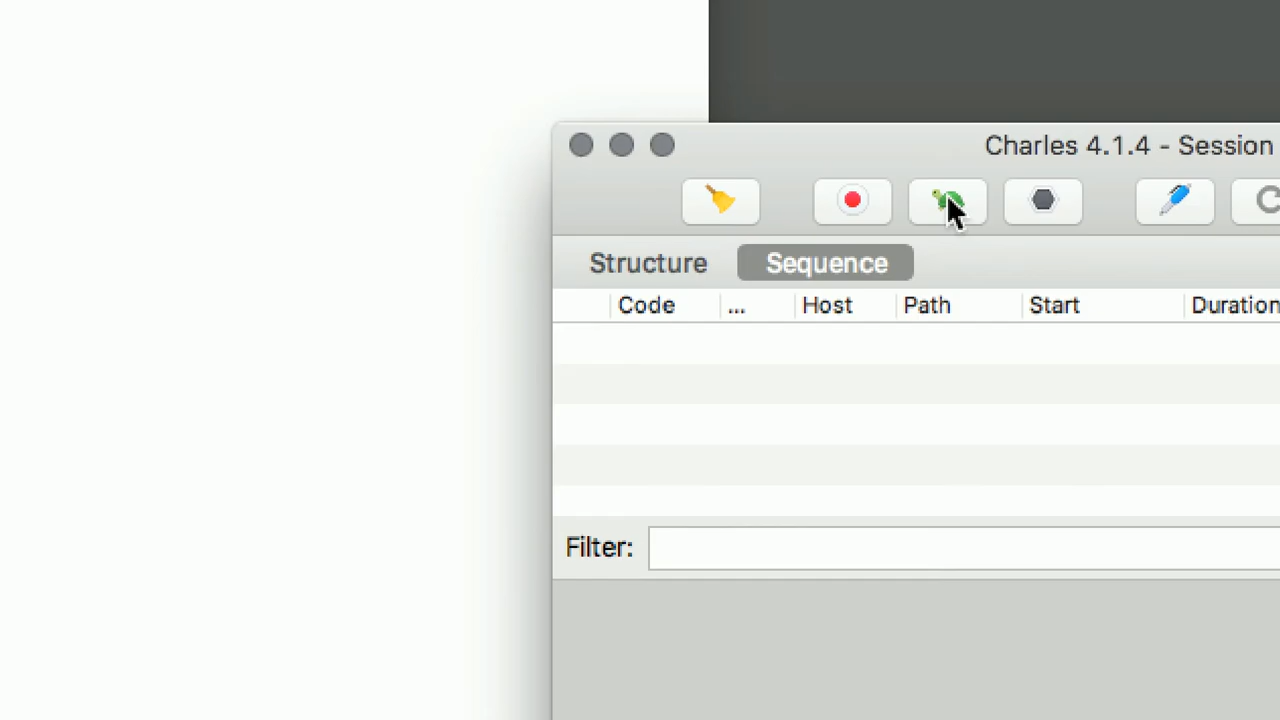 Charles 4.1.4 - Session
Structure Sequence
Code ... Host Path Start Duration
Filter: